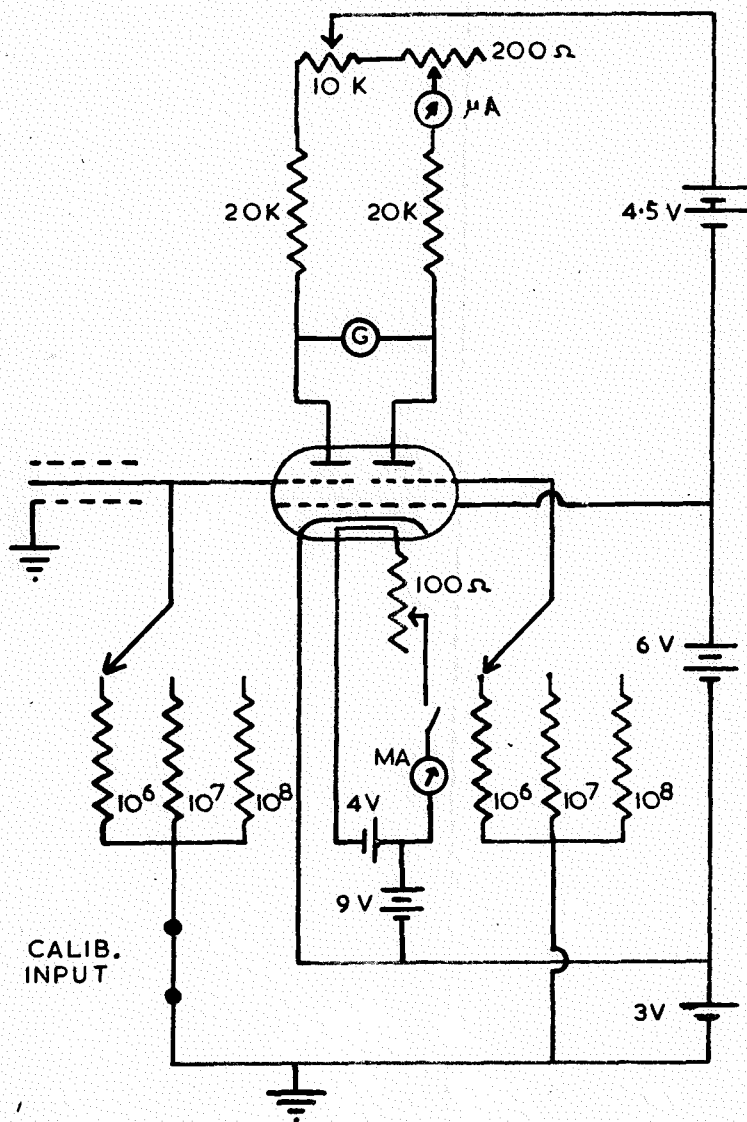 200Ω
10 K
μA
20K
20K
4·5 V
G
100Ω
6 V
MA
10⁶
10⁷
10⁸
4V
10⁶
10⁷
10⁸
9 V
CALIB.
INPUT
3V